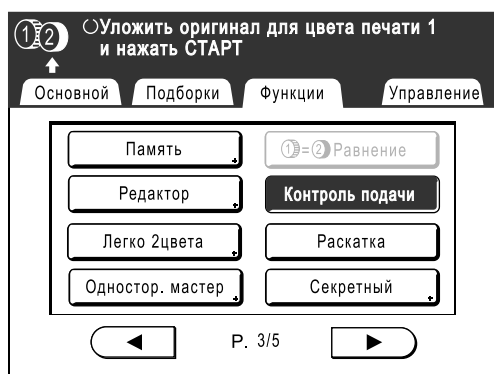 12 Уложить оригинал для цвета печати 1
и нажать СТАРТ
Основной Подборки Функции Управление
Память 1=2 Равнение
Редактор Контроль подачи
Легко 2цвета Раскатка
Одностор. мастер Секретный
P. 3/5